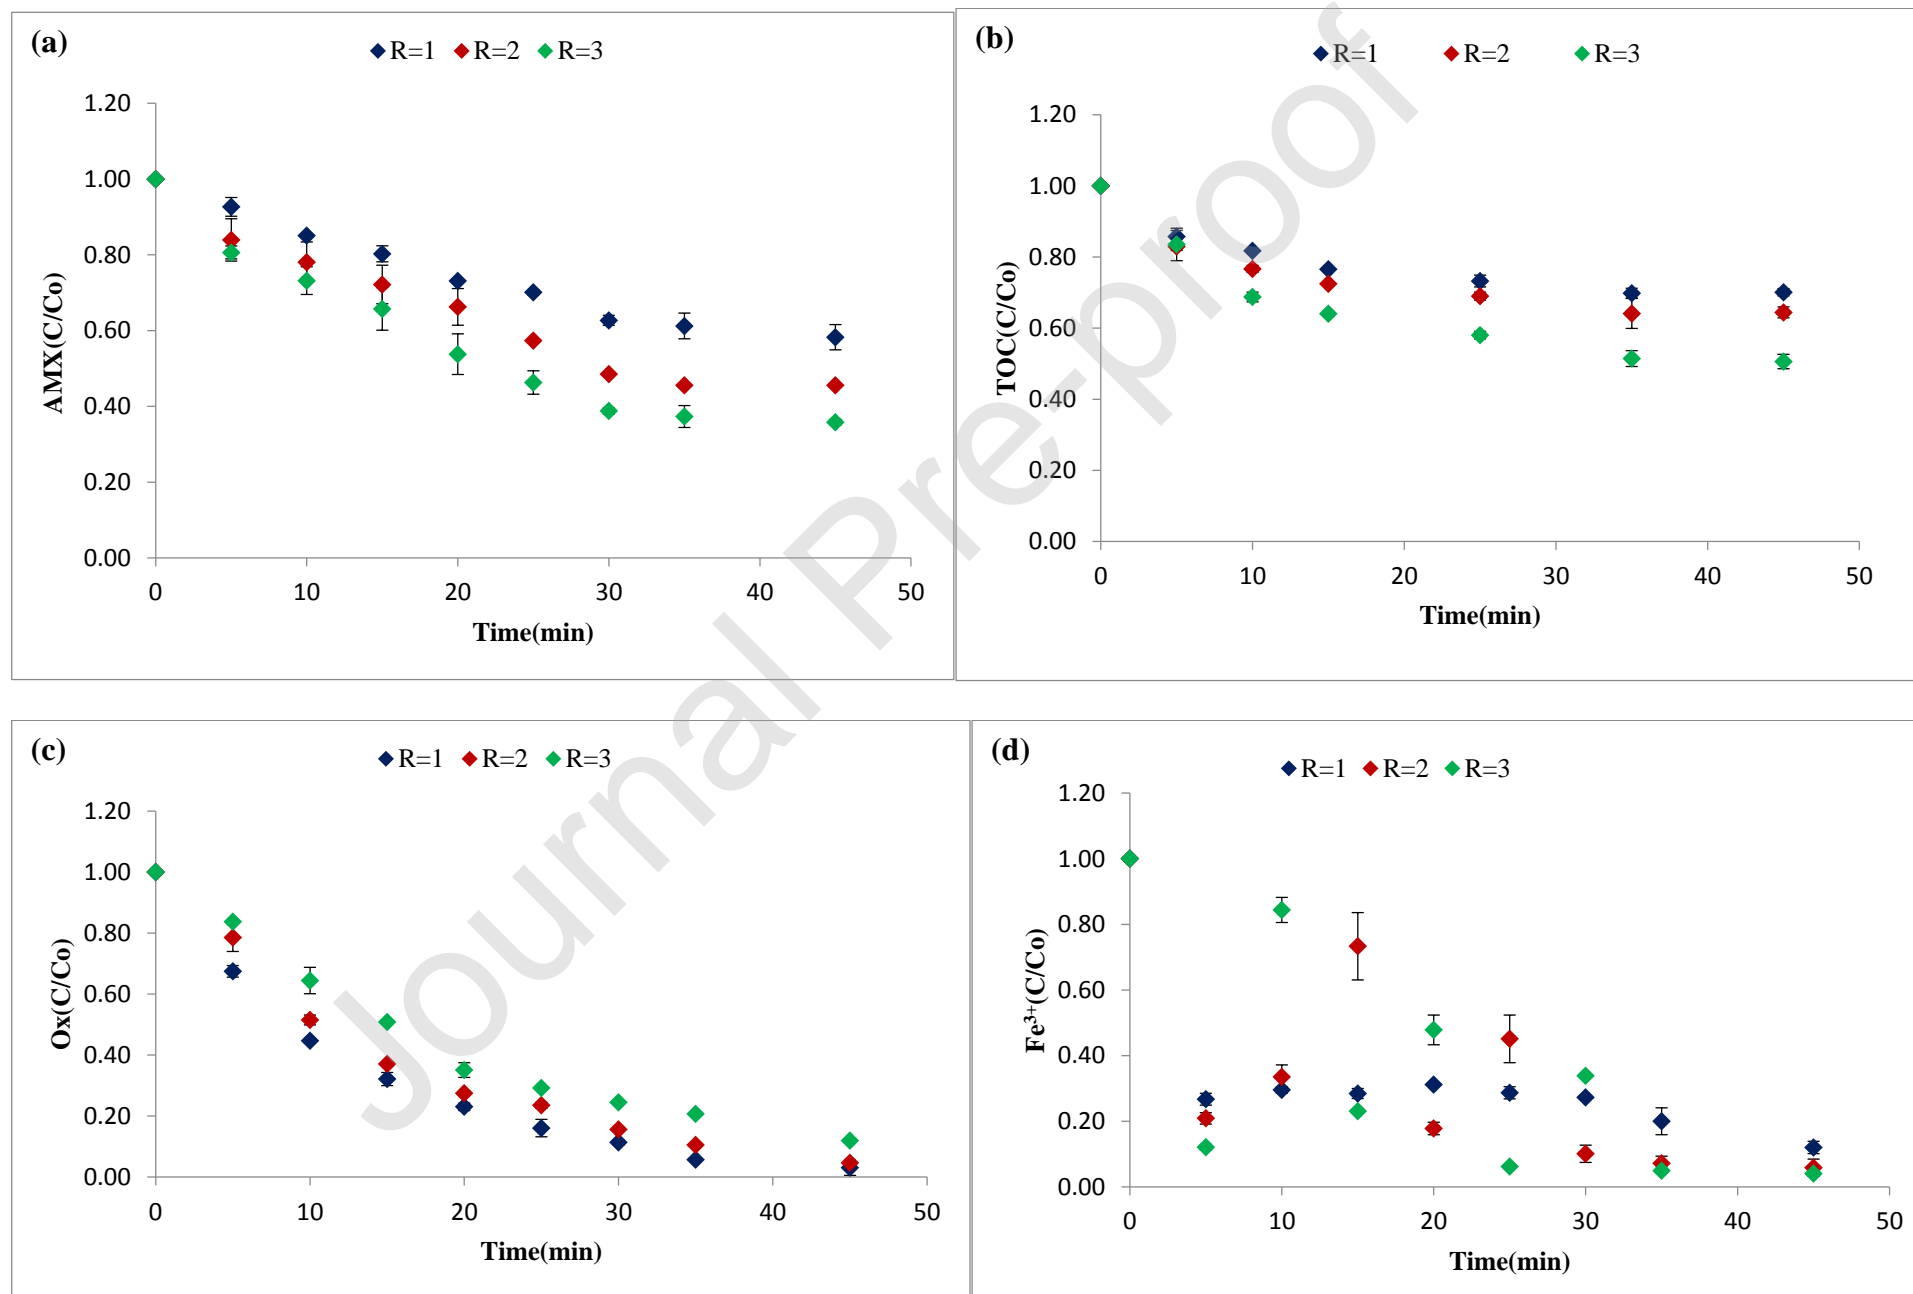 (a)
R=1 R=2 R=3
1.20
1.00
0.80
0.60
0.40
0.20
0.00
AMX(C/Co)
0 10 20 30 40 50
Time(min)
(b)
R=1 R=2 R=3
1.20
1.00
0.80
0.60
0.40
0.20
0.00
TOC(C/Co)
0 10 20 30 40 50
Time(min)
(c)
R=1 R=2 R=3
1.20
1.00
0.80
0.60
0.40
0.20
0.00
Ox(C/Co)
0 10 20 30 40 50
Time(min)
(d)
R=1 R=2 R=3
1.20
1.00
0.80
0.60
0.40
0.20
0.00
Fe³⁺(C/Co)
0 10 20 30 40 50
Time(min)
Journal Pre-proof